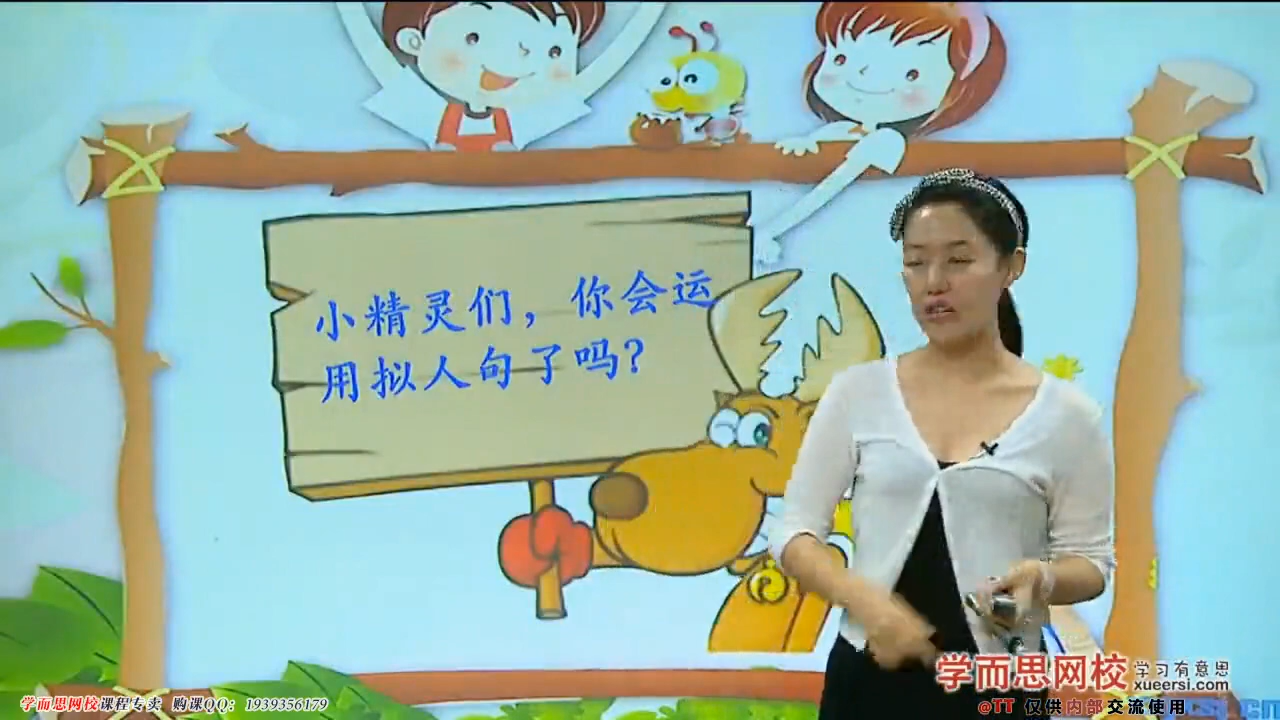 小精灵们，你会运
用拟人句了吗？
学而思网校 学习有意思
xueersi.com
学而思网校课程专卖 购课QQ：1939356179
@TT 仅供内部交流使用